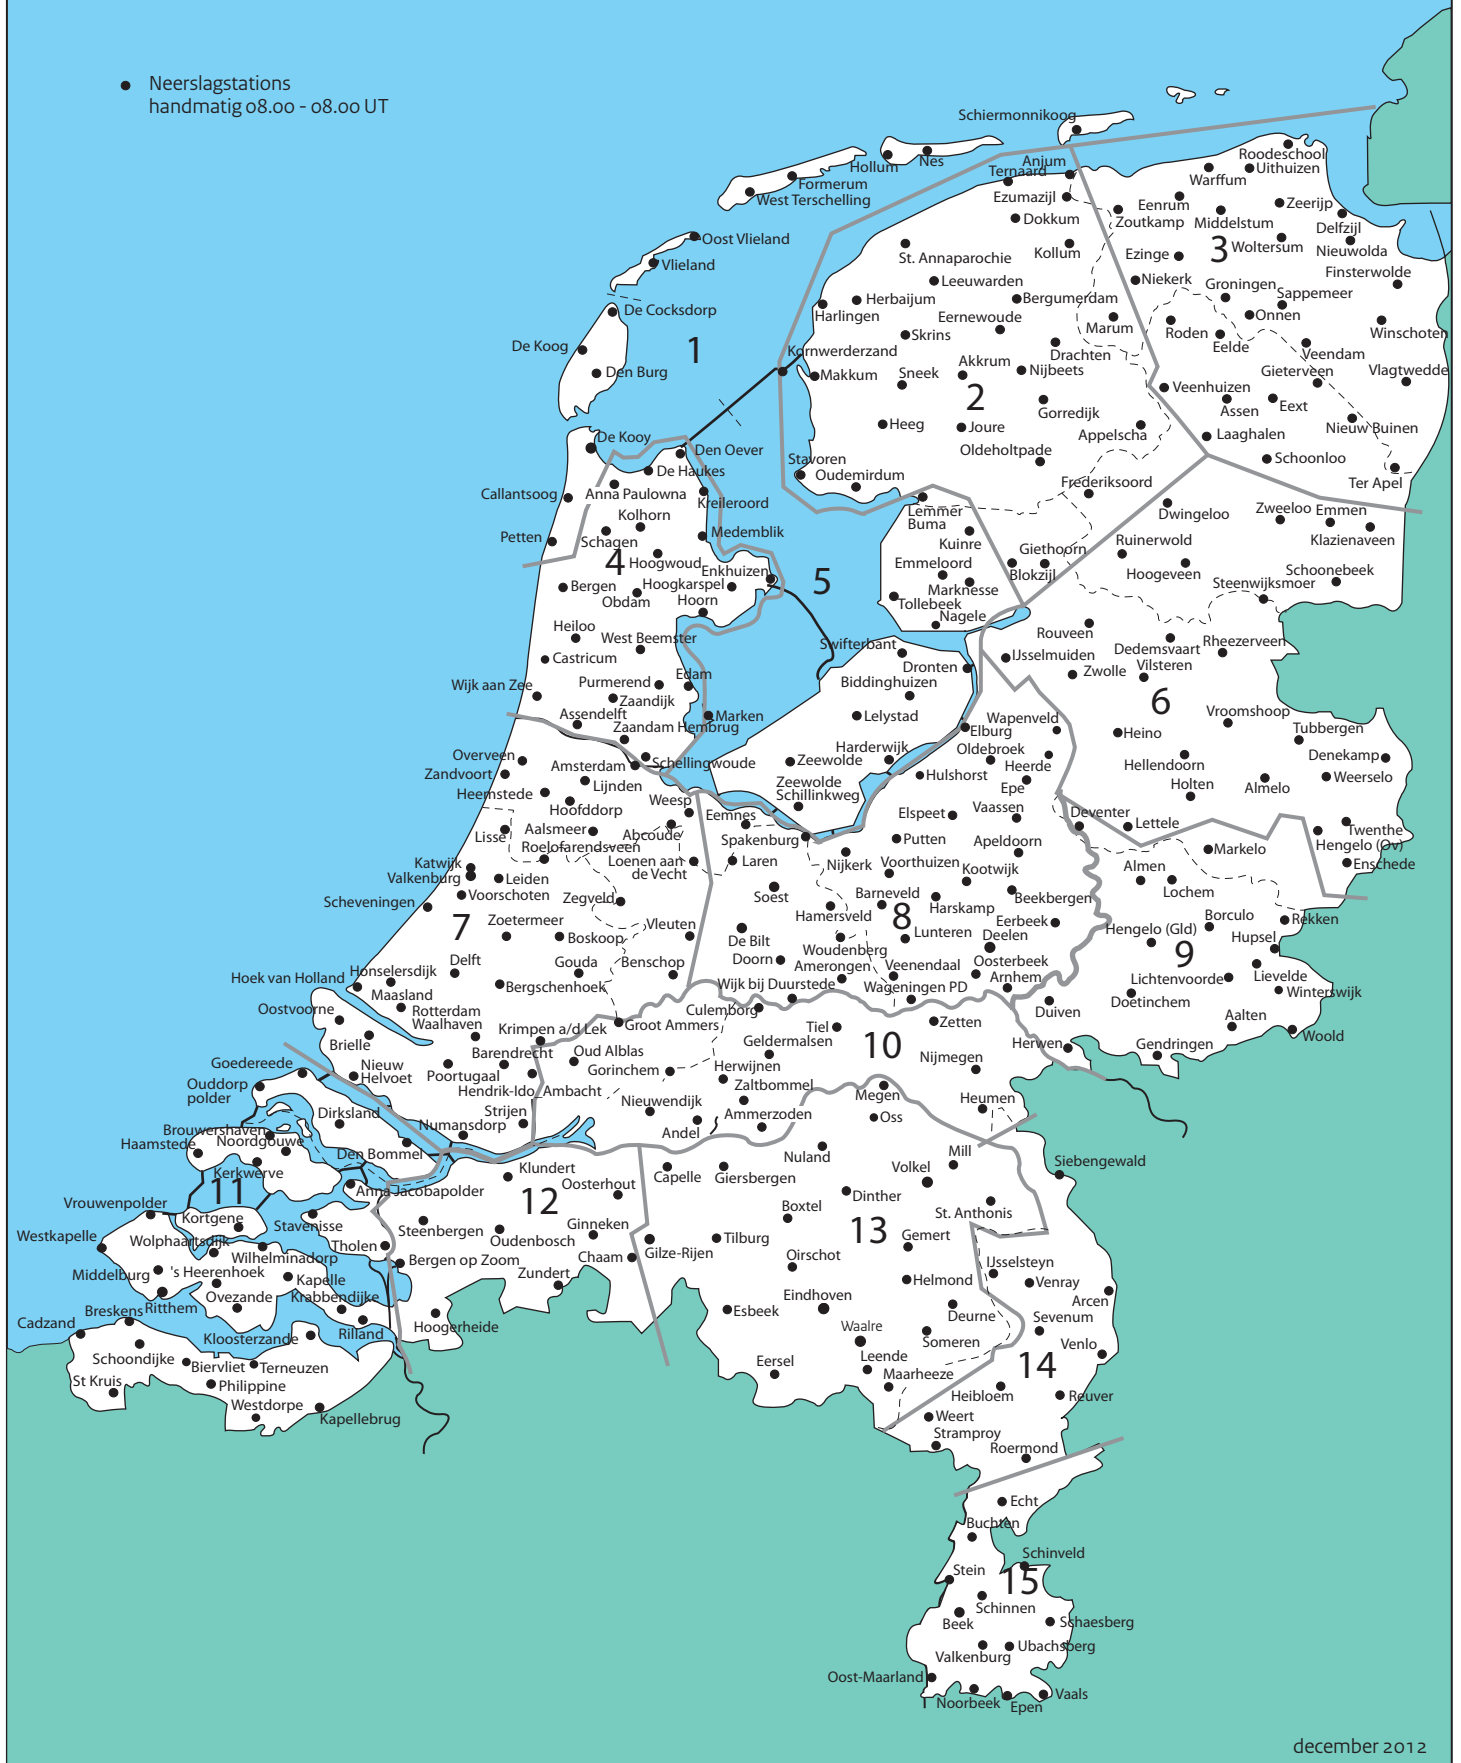 Neerslagstations
handmatig 08.00 - 08.00 UT
Schiermonnikoog
Hollum
Nes
Formerum
West Terschelling
Oost Vlieland
Vlieland
De Cocksdorp
De Koog
Den Burg
1
De Kooy
Callantsoog
Petten
Anjum
Ternaard
Ezumazijl
Dokkum
Kollum
St. Annaparochie
Leeuwarden
Herbaijum
Harlingen
Bergumerdam
Eernewoude
Skrins
Marum
Drachten
Kornwerderzand
Makkum
Sneek
Akkrum
Nijbeets
2
Gorredijk
Heeg
Joure
Appelscha
Oldeholtpade
Stavoren
Oudemirdum
Frederiksoord
Lemmer
Buma
Roodeschool
Uithuizen
Warffum
Eenrum
Zoutkamp
Middelstum
Zeerijp
Delfzijl
3
Woltersum
Nieuwolda
Ezinge
Finsterwolde
Niekerk
Groningen
Sappemeer
Onnen
Roden
Eelde
Winschoten
Veendam
Gieterveen
Vlagtwedde
Veenhuizen
Assen
Eext
Nieuw Buinen
Laaghalen
Schoonloo
Ter Apel
Den Oever
De Haukes
Anna Paulowna
Kreileroord
Kolhorn
Schagen
Medemblik
4
Hoogwoud
Enkhuizen
Bergen
Hoogkarspel
Obdam
Hoorn
Heiloo
West Beemster
Castricum
Edam
Purmerend
Wijk aan Zee
Zaandijk
Assendelft
Marken
Zaandam Hembrug
Schellingwoude
5
Kuinre
Emmeloord
Marknesse
Tollebeek
Nagele
Swifterbant
Dronten
Biddinghuizen
Lelystad
Harderwijk
Zeewolde
Zeewolde
Schillinkweg
Giethoorn
Blokzijl
Dwingeloo
Zweeloo
Emmen
Klazienaveen
Ruinerwold
Hoogeveen
Schoonebeek
Steenwijksmoer
Rouveen
IJsselmuiden
Dedemsvaart
Rheezerveen
Zwolle
Vilsteren
6
Vroomshoop
Tubbergen
Heino
Denekamp
Hellendoorn
Weerselo
Holten
Almelo
Deventer
Lettele
Twenthe
Hengelo (Ov)
Enschede
Overveen
Zandvoort
Amsterdam
Lijnden
Heemstede
Hoofddorp
Weesp
Lisse
Aalsmeer
Abcoude
Roelofarendsveen
Loenen aan
de Vecht
Katwijk
Valkenburg
Leiden
Voorschoten
Zegveld
Scheveningen
7
Zoetermeer
Boskoop
Vleuten
Delft
Gouda
Benschop
Hoek van Holland
Honselersdijk
Bergschenhoek
Maasland
Oostvoorne
Rotterdam
Waalhaven
Krimpen a/d Lek
Brielle
Barendrecht
Nieuw
Helvoet
Poortugaal
Hendrik-Ido_Ambacht
Strijen
Numansdorp
Eemnes
Spakenburg
Laren
Soest
Nijkerk
Hamersveld
De Bilt
Doorn
Woudenberg
Amerongen
Wijk bij Duurstede
Wapenveld
Elburg
Oldebroek
Heerde
Hulshorst
Epe
Elspeet
Vaassen
Putten
Apeldoorn
Voorthuizen
Kootwijk
Barneveld
Harskamp
Beekbergen
8
Eerbeek
Lunteren
Deelen
Oosterbeek
Veenendaal
Arnhem
Wageningen PD
Markelo
Almen
Lochem
Borculo
Rekken
Hengelo (Gld)
Hupsel
9
Lichtenvoorde
Lievelde
Winterswijk
Doetinchem
Duiven
Aalten
Woold
Gendringen
Herwen
Culemborg
Groot Ammers
Tiel
Zetten
Geldermalsen
10
Oud Alblas
Gorinchem
Herwijnen
Nijmegen
Zaltbommel
Nieuwendijk
Ammerzoden
Andel
Heumen
Goedereede
Ouddorp
polder
Dirksland
Brouwershaven
Haamstede
Noordgouwe
Den Bommel
Kerkwerve
11
Anna Jacobapolder
Vrouwenpolder
Kortgene
Stavenisse
Westkapelle
Wolphaartsdijk
Tholen
Wilhelminadorp
Middelburg
's Heerenhoek
Kapelle
Ovezande
Krabbendijke
Breskens
Ritthem
Cadzand
Kloosterzande
Rilland
Schoondijke
Biervliet
Terneuzen
St Kruis
Philippine
Westdorpe
Kapellebrug
Klundert
Oosterhout
12
Steenbergen
Oudenbosch
Ginneken
Bergen op Zoom
Chaam
Zundert
Hoogerheide
Megen
Oss
Nuland
Mill
Volkel
Capelle
Giersbergen
Dinther
Boxtel
St. Anthonis
13
Gemert
Gilze-Rijen
Tilburg
Oirschot
Helmond
Eindhoven
Esbeek
Deurne
Waalre
Someren
Leende
Eersel
Maarheeze
Siebengewald
IJsselsteyn
Venray
Arcen
Sevenum
Venlo
14
Heibloem
Reuver
Weert
Stramproy
Roermond
Echt
Buchten
Schinveld
Stein
15
Schinnen
Beek
Schaesberg
Ubachsberg
Valkenburg
Oost-Maarland
Noorbeek
Epen
Vaals
december 2012